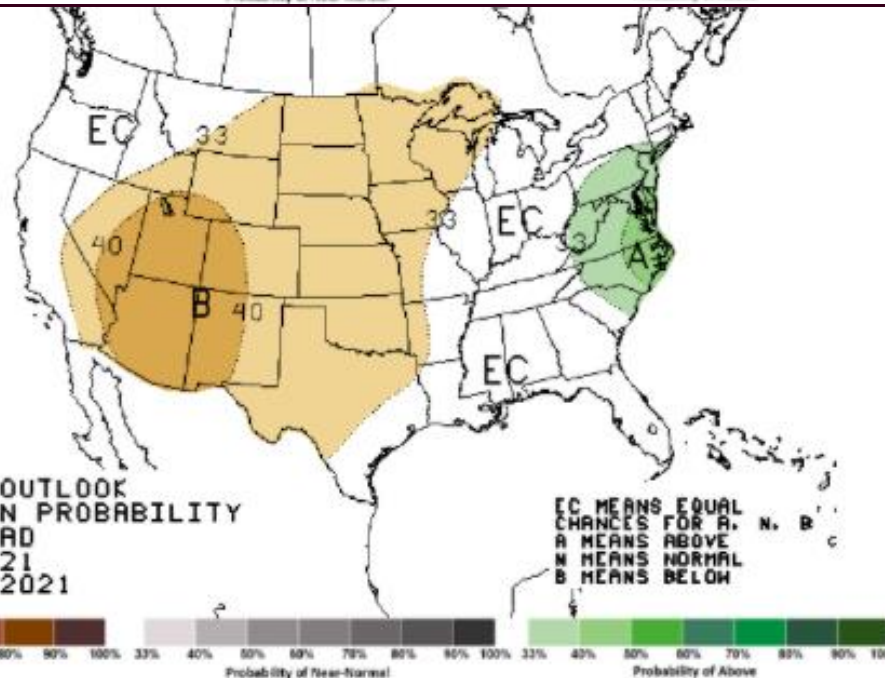 EC
33
40
B
40
33
EC
33
A
EC
OUTLOOK
N PROBABILITY
AD
21
2021
EC MEANS EQUAL
CHANCES FOR A, N, B
A MEANS ABOVE
N MEANS NORMAL
B MEANS BELOW
C
80% 90% 100% 33% 40% 50% 60% 70% 80% 90% 100% 33% 40% 50% 60% 70% 80% 90% 100
Probability of Near-Normal
Probability of Above